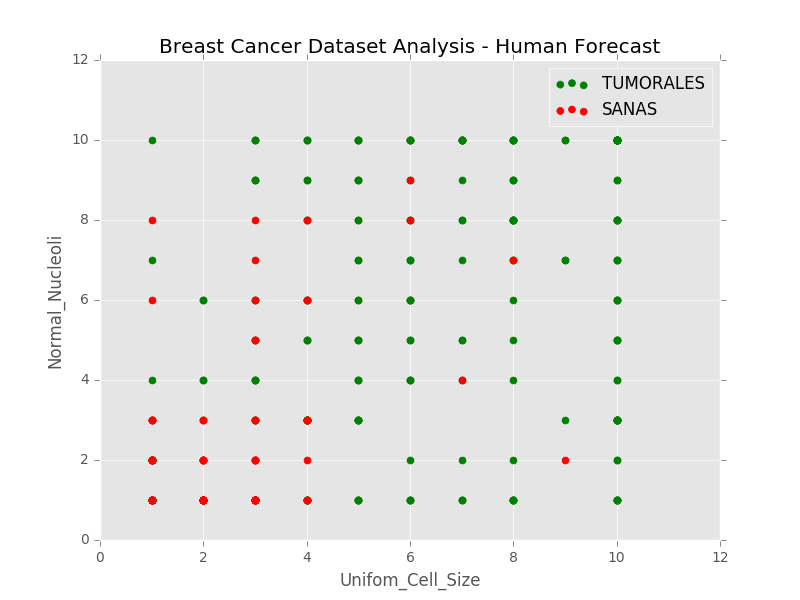 Breast Cancer Dataset Analysis - Human Forecast
12
TUMORALES
SANAS
10
8
6
4
2
0
0 2 4 6 8 10 12
Normal_Nucleoli
Unifom_Cell_Size